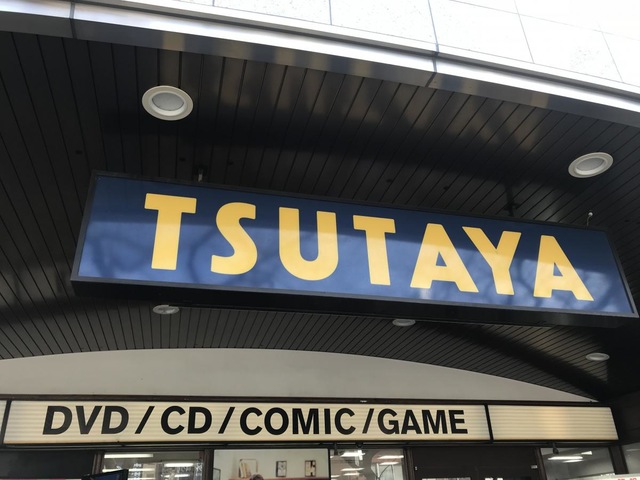 TSUTAYA
DVD / CD / COMIC / GAME